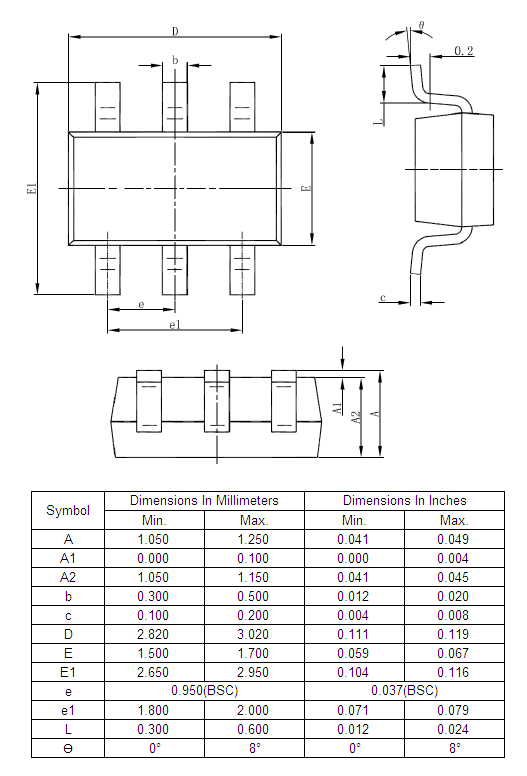 D
θ
b
0.2
L
E1
E
e
c
e1
A1
A2
A
Symbol Dimensions In Millimeters Dimensions In Inches
Min. Max. Min. Max.
A 1.050 1.250 0.041 0.049
A1 0.000 0.100 0.000 0.004
A2 1.050 1.150 0.041 0.045
b 0.300 0.500 0.012 0.020
c 0.100 0.200 0.004 0.008
D 2.820 3.020 0.111 0.119
E 1.500 1.700 0.059 0.067
E1 2.650 2.950 0.104 0.116
e 0.950(BSC) 0.037(BSC)
e1 1.800 2.000 0.071 0.079
L 0.300 0.600 0.012 0.024
Θ 0° 8° 0° 8°